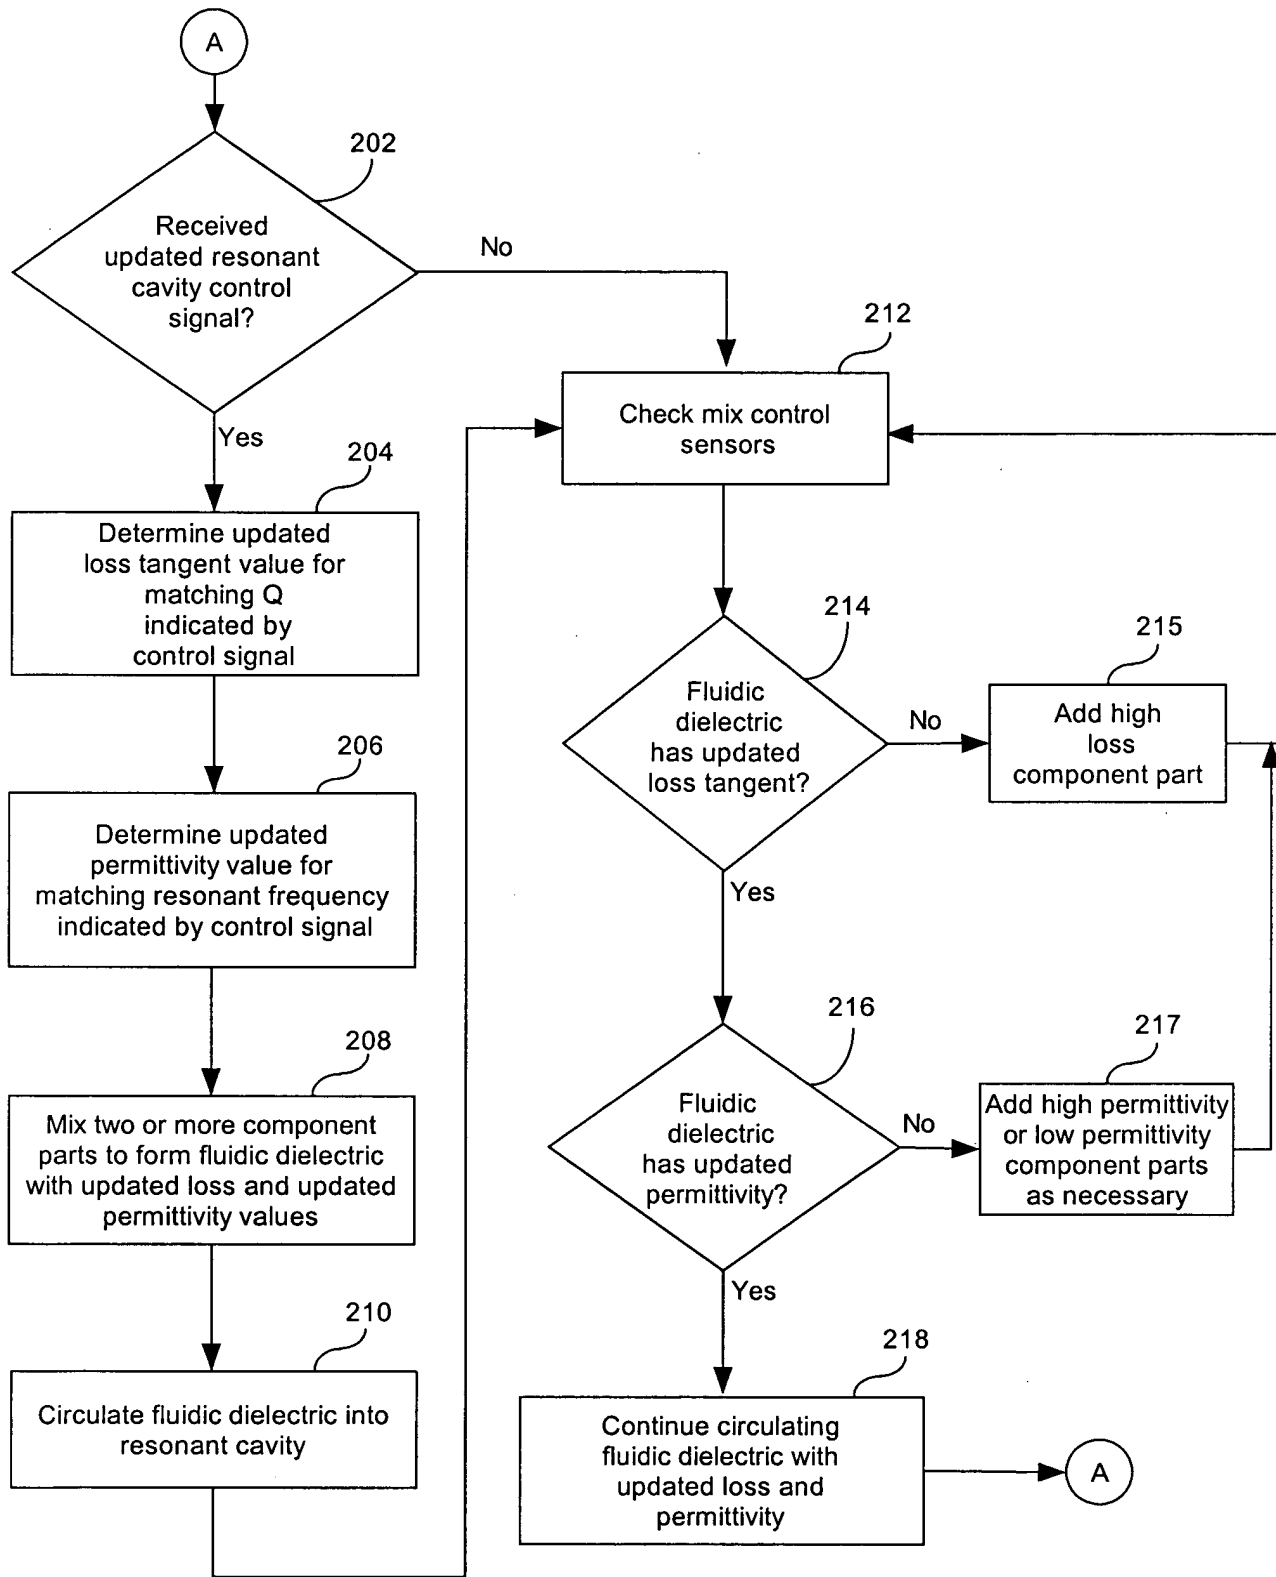 A
202
Received
updated resonant
cavity control
signal?
No
Yes
204
Determine updated
loss tangent value for
matching Q
indicated by
control signal
206
Determine updated
permittivity value for
matching resonant frequency
indicated by control signal
208
Mix two or more component
parts to form fluidic dielectric
with updated loss and updated
permittivity values
210
Circulate fluidic dielectric into
resonant cavity
212
Check mix control
sensors
214
Fluidic
dielectric
has updated
loss tangent?
No
215
Add high
loss
component part
Yes
216
Fluidic
dielectric
has updated
permittivity?
No
217
Add high permittivity
or low permittivity
component parts
as necessary
Yes
218
Continue circulating
fluidic dielectric with
updated loss and
permittivity
A